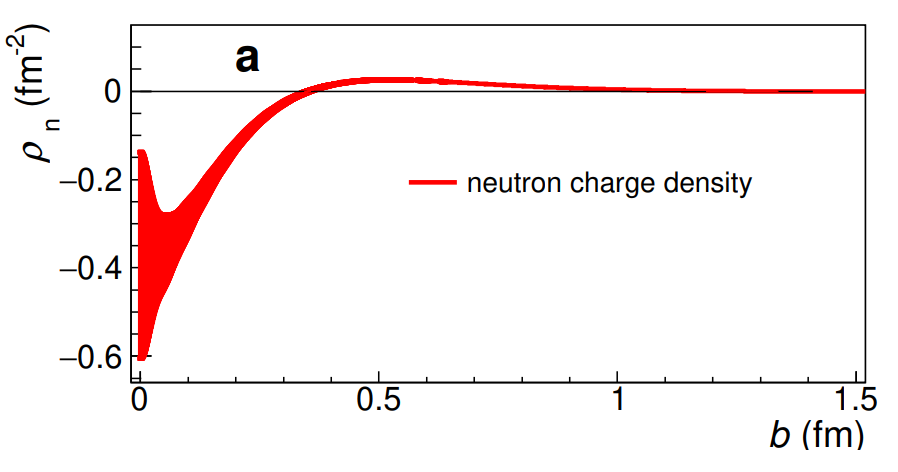 a
ρ n (fm-2)
0
−0.2
−0.4
−0.6
neutron charge density
0 0.5 1 1.5
b (fm)